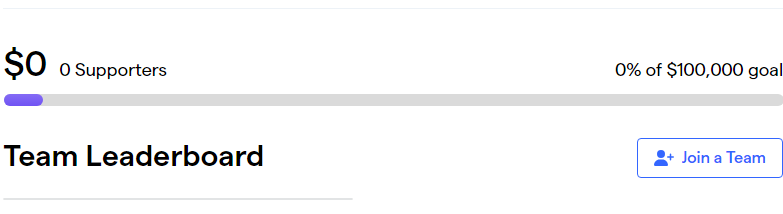 $0 0 Supporters 0% of $100,000 goal
Team Leaderboard Join a Team